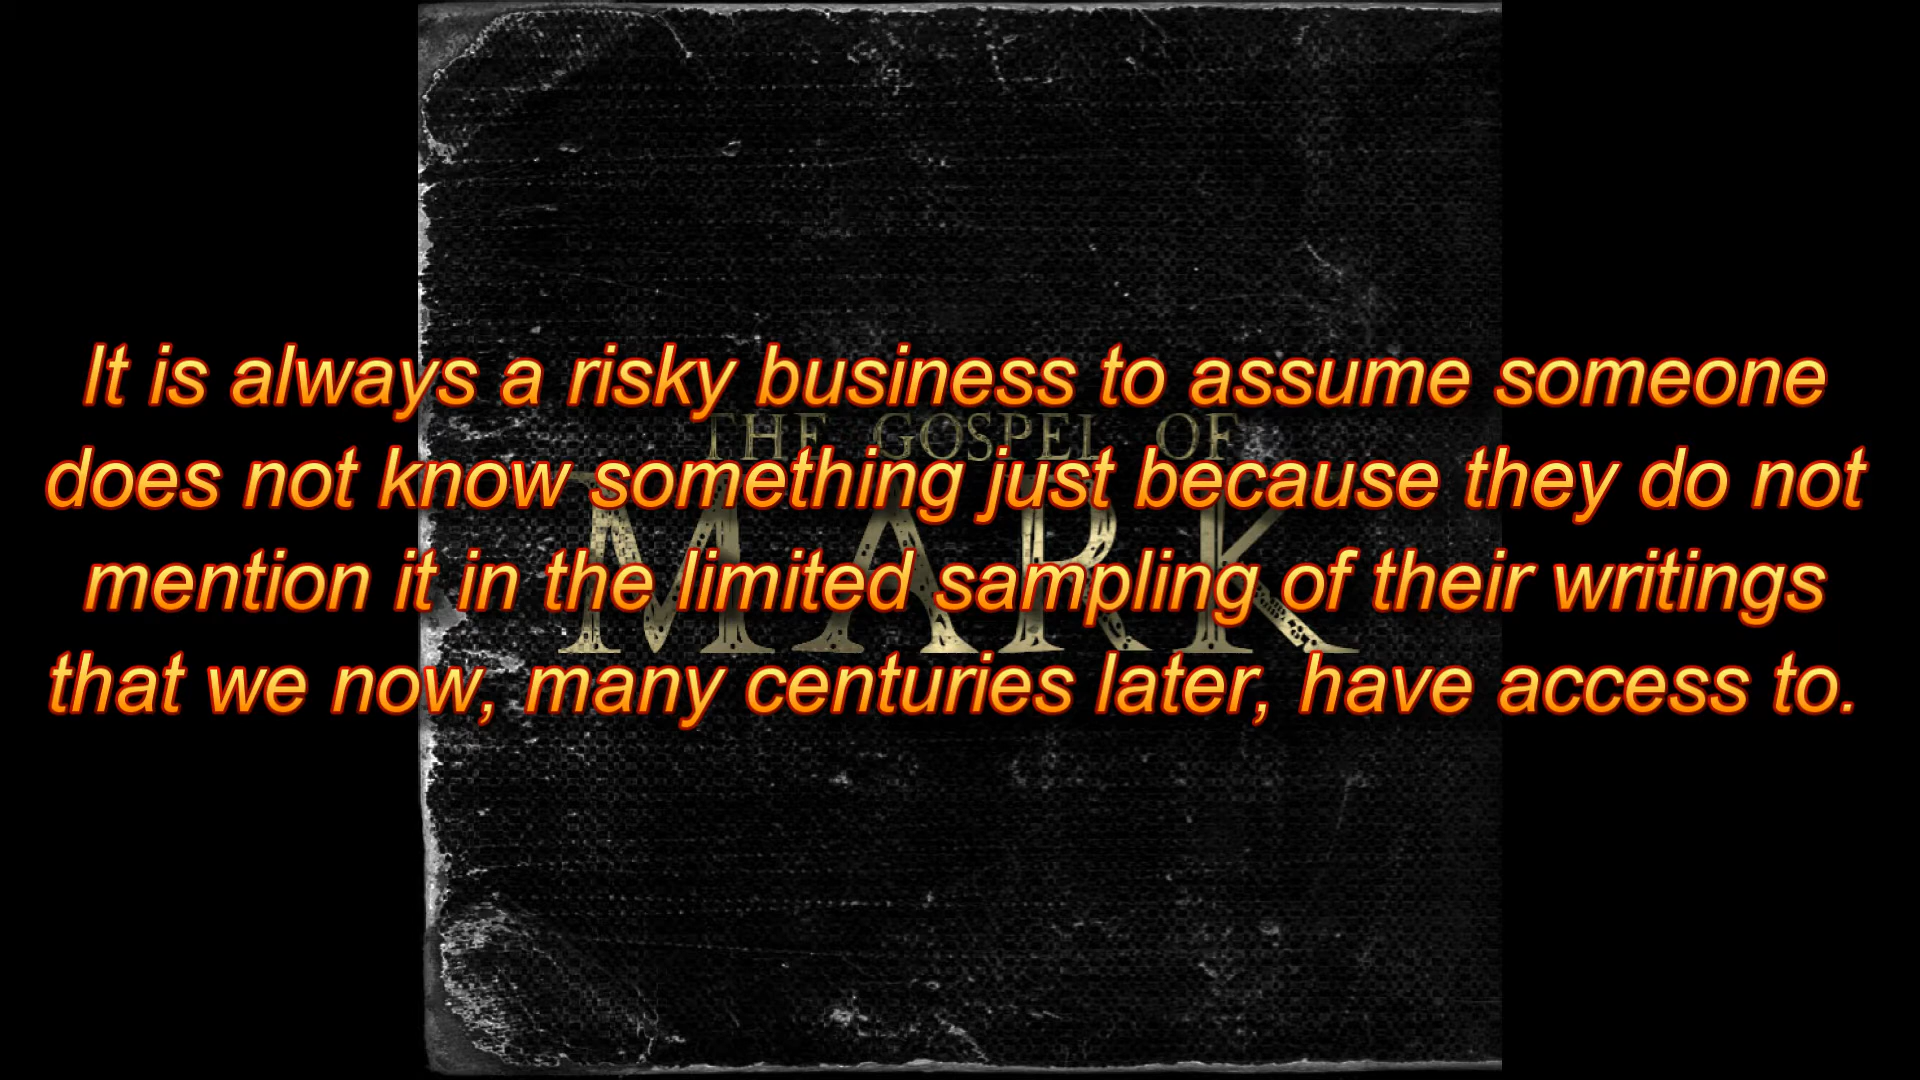 It is always a risky business to assume someone
THE GOSPEL OF
does not know something just because they do not
MARK
mention it in the limited sampling of their writings
that we now, many centuries later, have access to.